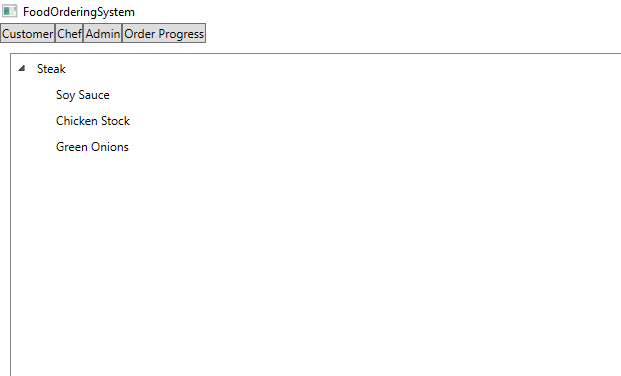 FoodOrderingSystem
Customer Chef Admin Order Progress
Steak
Soy Sauce
Chicken Stock
Green Onions